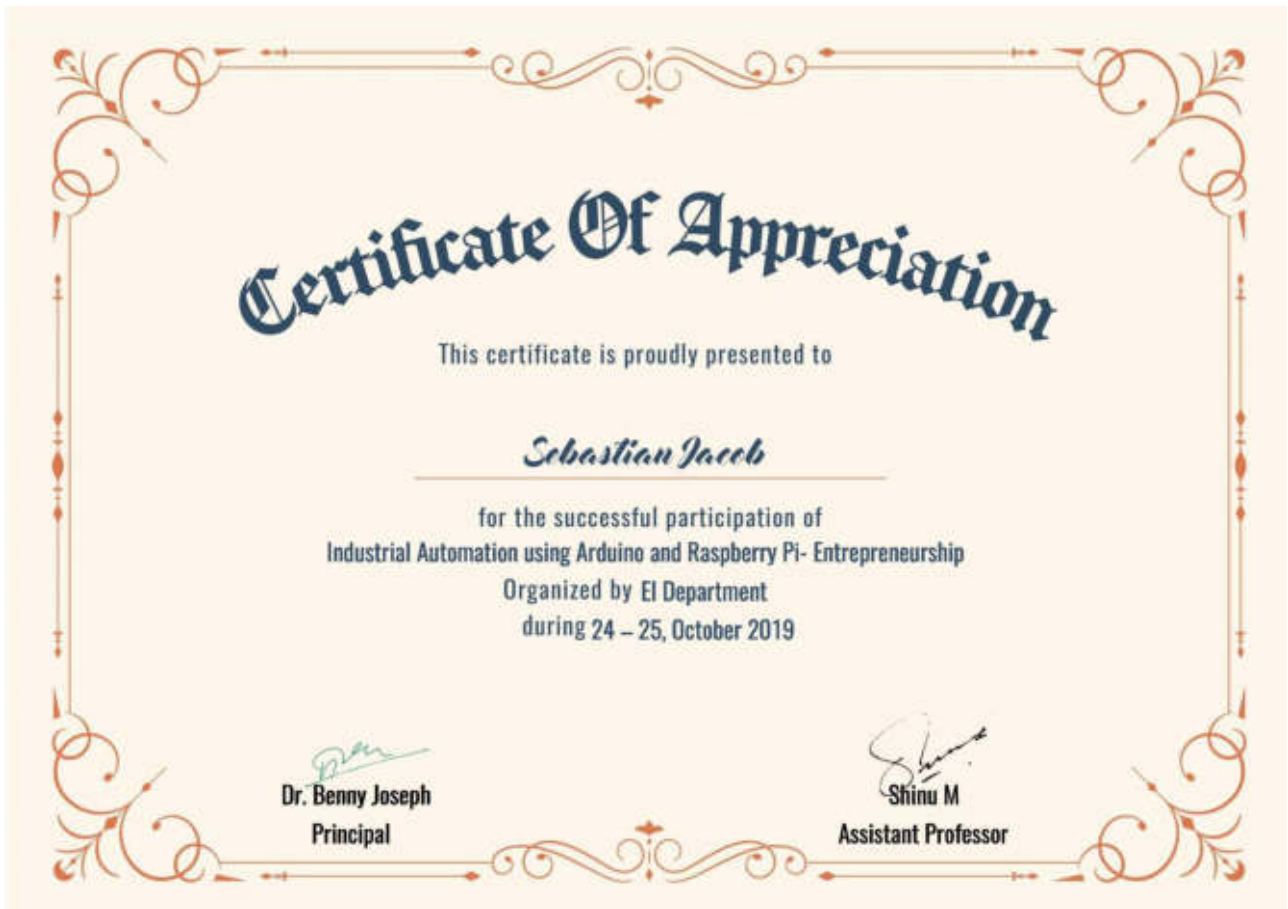 Certificate Of Appreciation
This certificate is proudly presented to
Sebastian Jacob
for the successful participation of
Industrial Automation using Arduino and Raspberry Pi- Entrepreneurship
Organized by EI Department
during 24 – 25, October 2019
Dr. Benny Joseph
Principal
Shinu M
Assistant Professor